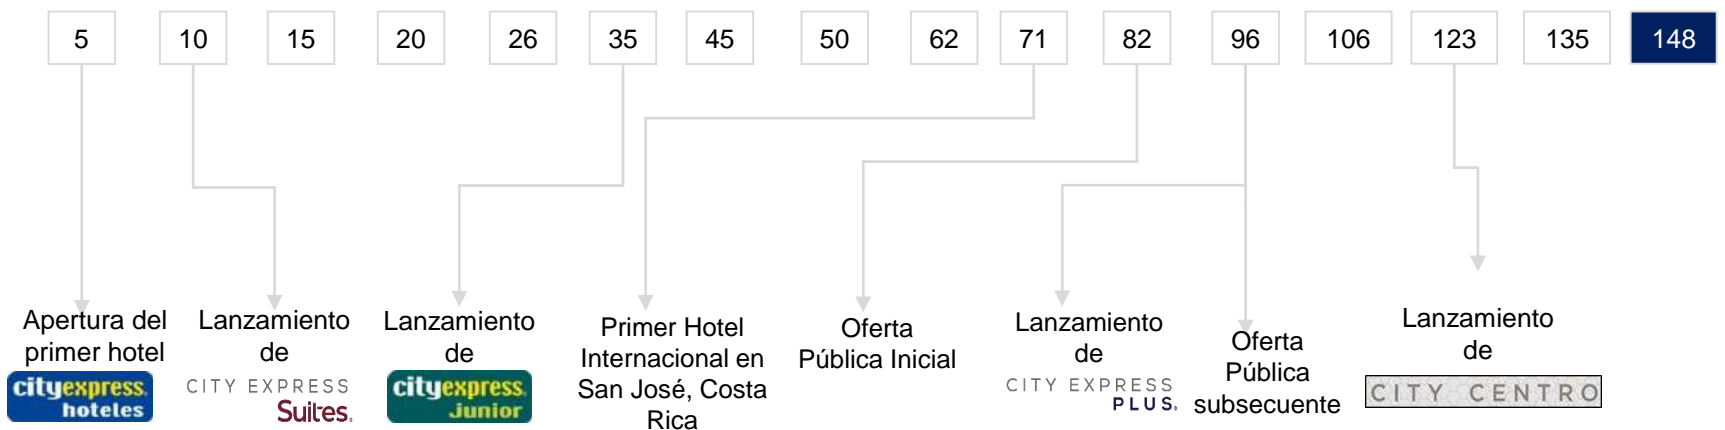 5 10 15 20 26 35 45 50 62 71 82 96 106 123 135 148
Apertura del
primer hotel
cityexpress.
hoteles
Lanzamiento
de
CITY EXPRESS
Suites.
Lanzamiento
de
cityexpress.
Junior
Primer Hotel
Internacional en
San José, Costa
Rica
Oferta
Pública Inicial
Lanzamiento
de
CITY EXPRESS
PLUS.
Oferta
Pública
subsecuente
Lanzamiento
de
CITY CENTRO